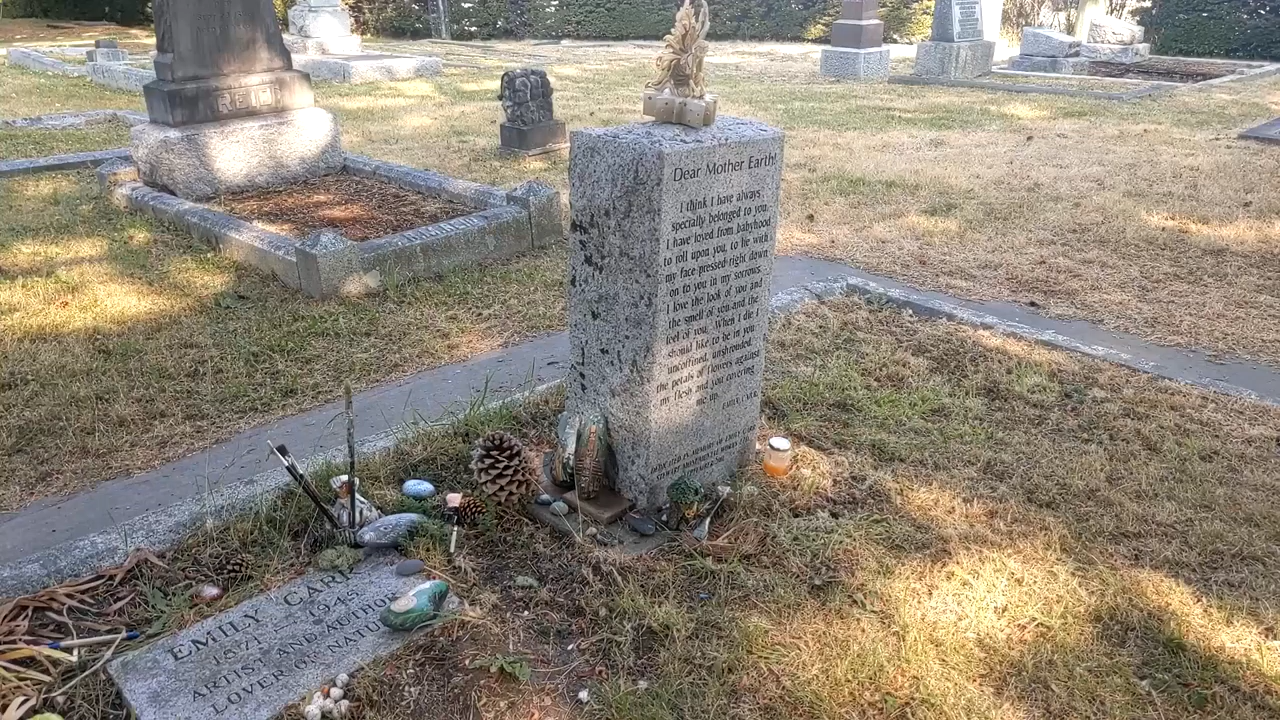 Dear Mother Earth!
I think I have always
specially belonged to you.
I have loved from babyhood
to roll upon you, to lie with
my face pressed right down
on to you in my sorrows.
I love the look of you and
the smell of you and the
feel of you. When I die I
should like to be in you
uncoffined, unshrouded,
the petals of flowers against
my flesh and you covering
me up.
EMILY CARR
EMILY CARR
1871 - 1945
ARTIST AND AUTHOR
LOVER OF NATURE